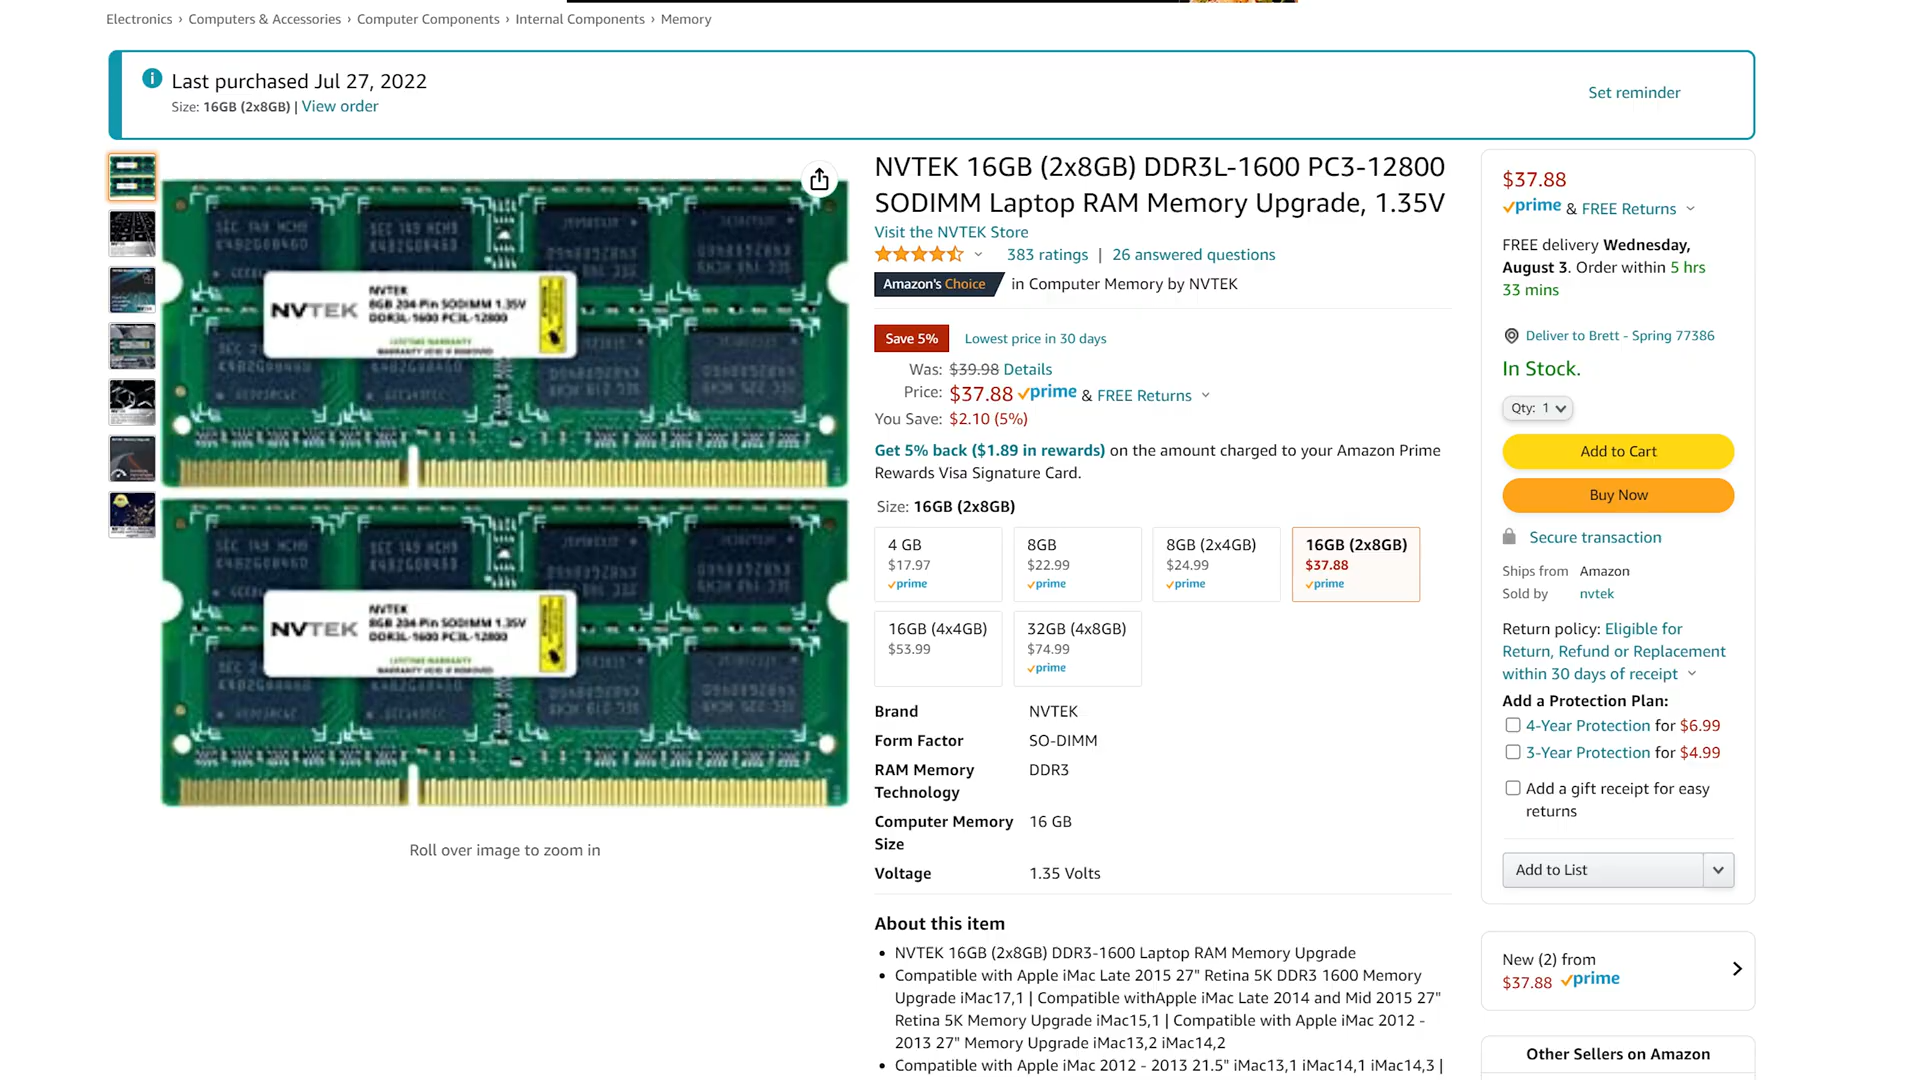 Electronics › Computers & Accessories › Computer Components › Internal Components › Memory
Last purchased Jul 27, 2022
Size: 16GB (2x8GB) | View order
Set reminder
NVTEK
8GB 204-Pin SODIMM 1.35V
DDR3L-1600 PC3L-12800
LIFETIME WARRANTY
WARRANTY VOID IF REMOVED
NVTEK
NVTEK
8GB 204-Pin SODIMM 1.35V
DDR3L-1600 PC3L-12800
LIFETIME WARRANTY
WARRANTY VOID IF REMOVED
NVTEK
Roll over image to zoom in
NVTEK 16GB (2x8GB) DDR3L-1600 PC3-12800
SODIMM Laptop RAM Memory Upgrade, 1.35V
Visit the NVTEK Store
383 ratings | 26 answered questions
Amazon's Choice in Computer Memory by NVTEK
Save 5% Lowest price in 30 days
Was: $39.98 Details
Price: $37.88 prime & FREE Returns
You Save: $2.10 (5%)
Get 5% back ($1.89 in rewards) on the amount charged to your Amazon Prime
Rewards Visa Signature Card.
Size: 16GB (2x8GB)
4 GB
$17.97
prime
8GB
$22.99
prime
8GB (2x4GB)
$24.99
prime
16GB (2x8GB)
$37.88
prime
16GB (4x4GB)
$53.99
32GB (4x8GB)
$74.99
prime
Brand NVTEK
Form Factor SO-DIMM
RAM Memory DDR3
Technology
Computer Memory 16 GB
Size
Voltage 1.35 Volts
About this item
• NVTEK 16GB (2x8GB) DDR3-1600 Laptop RAM Memory Upgrade
• Compatible with Apple iMac Late 2015 27" Retina 5K DDR3 1600 Memory
Upgrade iMac17,1 | Compatible withApple iMac Late 2014 and Mid 2015 27"
Retina 5K Memory Upgrade iMac15,1 | Compatible with Apple iMac 2012 -
2013 27" Memory Upgrade iMac13,2 iMac14,2
• Compatible with Apple iMac 2012 - 2013 21.5" iMac13,1 iMac14,1 iMac14,3 |
$37.88
prime & FREE Returns
FREE delivery Wednesday,
August 3. Order within 5 hrs
33 mins
Deliver to Brett - Spring 77386
In Stock.
Qty: 1
Add to Cart
Buy Now
Secure transaction
Ships from Amazon
Sold by nvtek
Return policy: Eligible for
Return, Refund or Replacement
within 30 days of receipt
Add a Protection Plan:
4-Year Protection for $6.99
3-Year Protection for $4.99
Add a gift receipt for easy
returns
Add to List
New (2) from
$37.88 prime
Other Sellers on Amazon